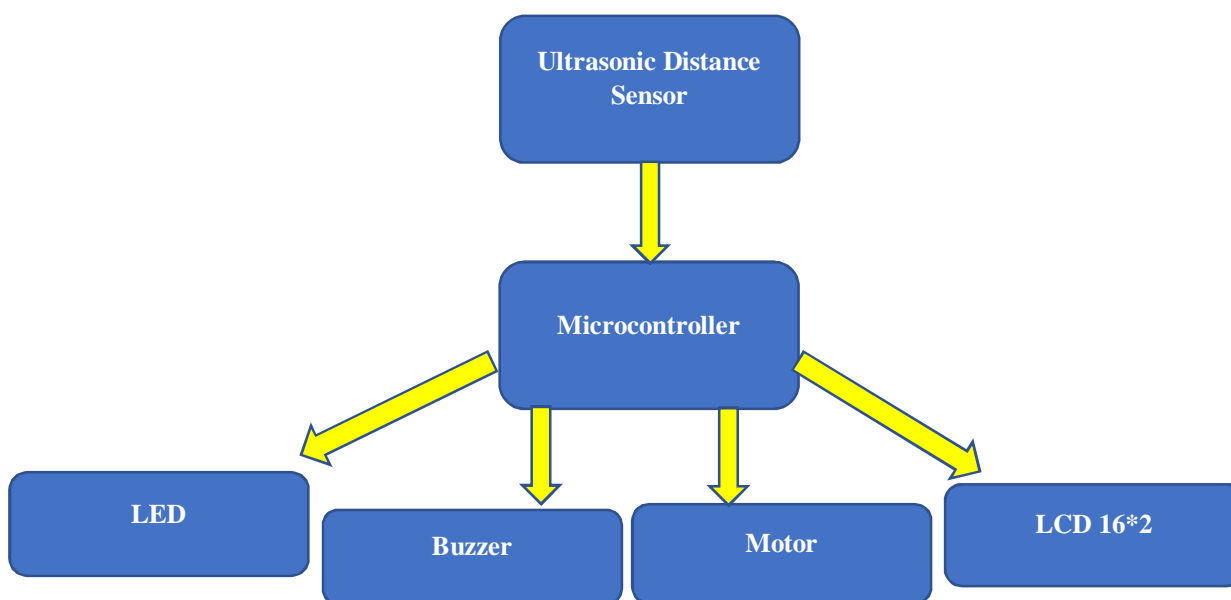 Ultrasonic Distance
Sensor
Microcontroller
LED
Buzzer
Motor
LCD 16*2